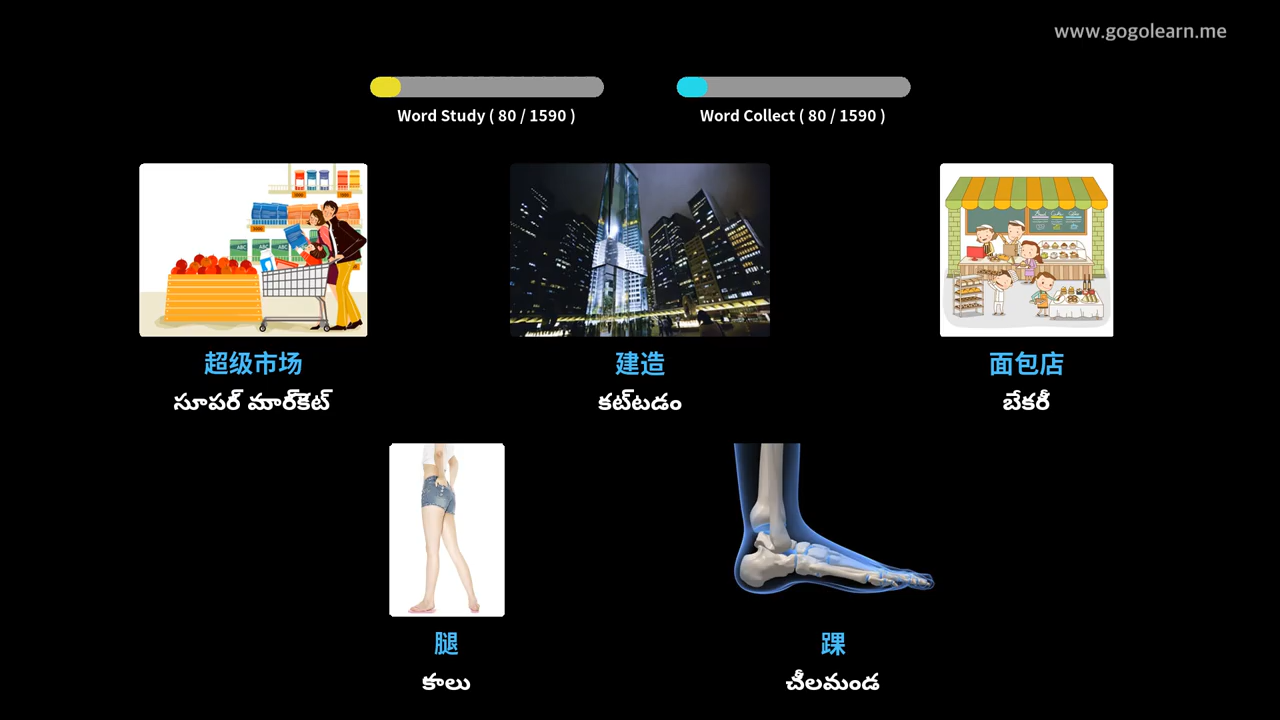 www.gogolearn.me
Word Study ( 80 / 1590 )
Word Collect ( 80 / 1590 )
超级市场
సూపర్ మార్కెట్
建造
కట్టడం
面包店
బేకరీ
腿
కాలు
踝
చీలమండ